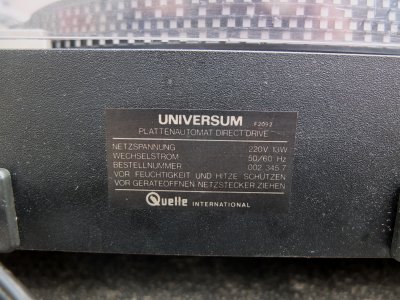 UNIVERSUM F2092
PLATTENAUTOMAT DIRECT DRIVE
NETZSPANNUNG 220V 13W
WECHSELSTROM 50/60 Hz
BESTELLNUMMER 002 345 7
VOR FEUCHTIGKEIT UND HITZE SCHÜTZEN
VOR GERÄTEÖFFNEN NETZSTECKER ZIEHEN
Quelle INTERNATIONAL